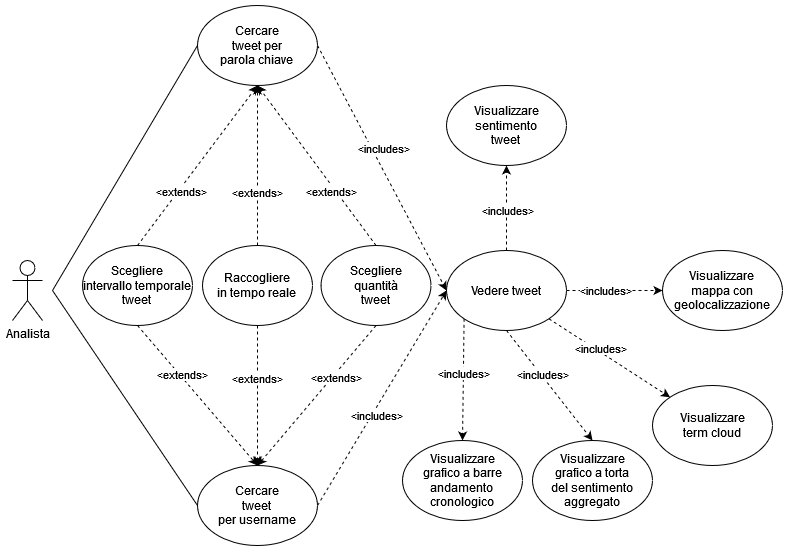 Cercare
tweet per
parola chiave
Visualizzare
sentimento
tweet
<includes>
<extends>
<extends>
<extends>
<includes>
Scegliere
intervallo temporale
tweet
Raccogliere
in tempo reale
Scegliere
quantità
tweet
Vedere tweet
<includes>
Visualizzare
mappa con
geolocalizzazione
Analista
<includes>
<extends>
<extends>
<extends>
<includes>
<includes>
<includes>
Visualizzare
term cloud
Visualizzare
grafico a barre
andamento
cronologico
Visualizzare
grafico a torta
del sentimento
aggregato
Cercare
tweet
per username